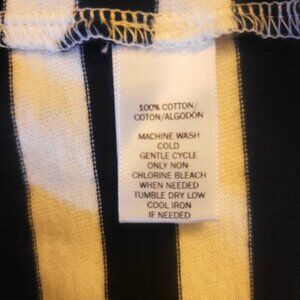 100% COTTON/
COTON/ALGODÓN
MACHINE WASH
COLD
GENTLE CYCLE
ONLY NON-
CHLORINE BLEACH
WHEN NEEDED
TUMBLE DRY LOW
COOL IRON
IF NEEDED